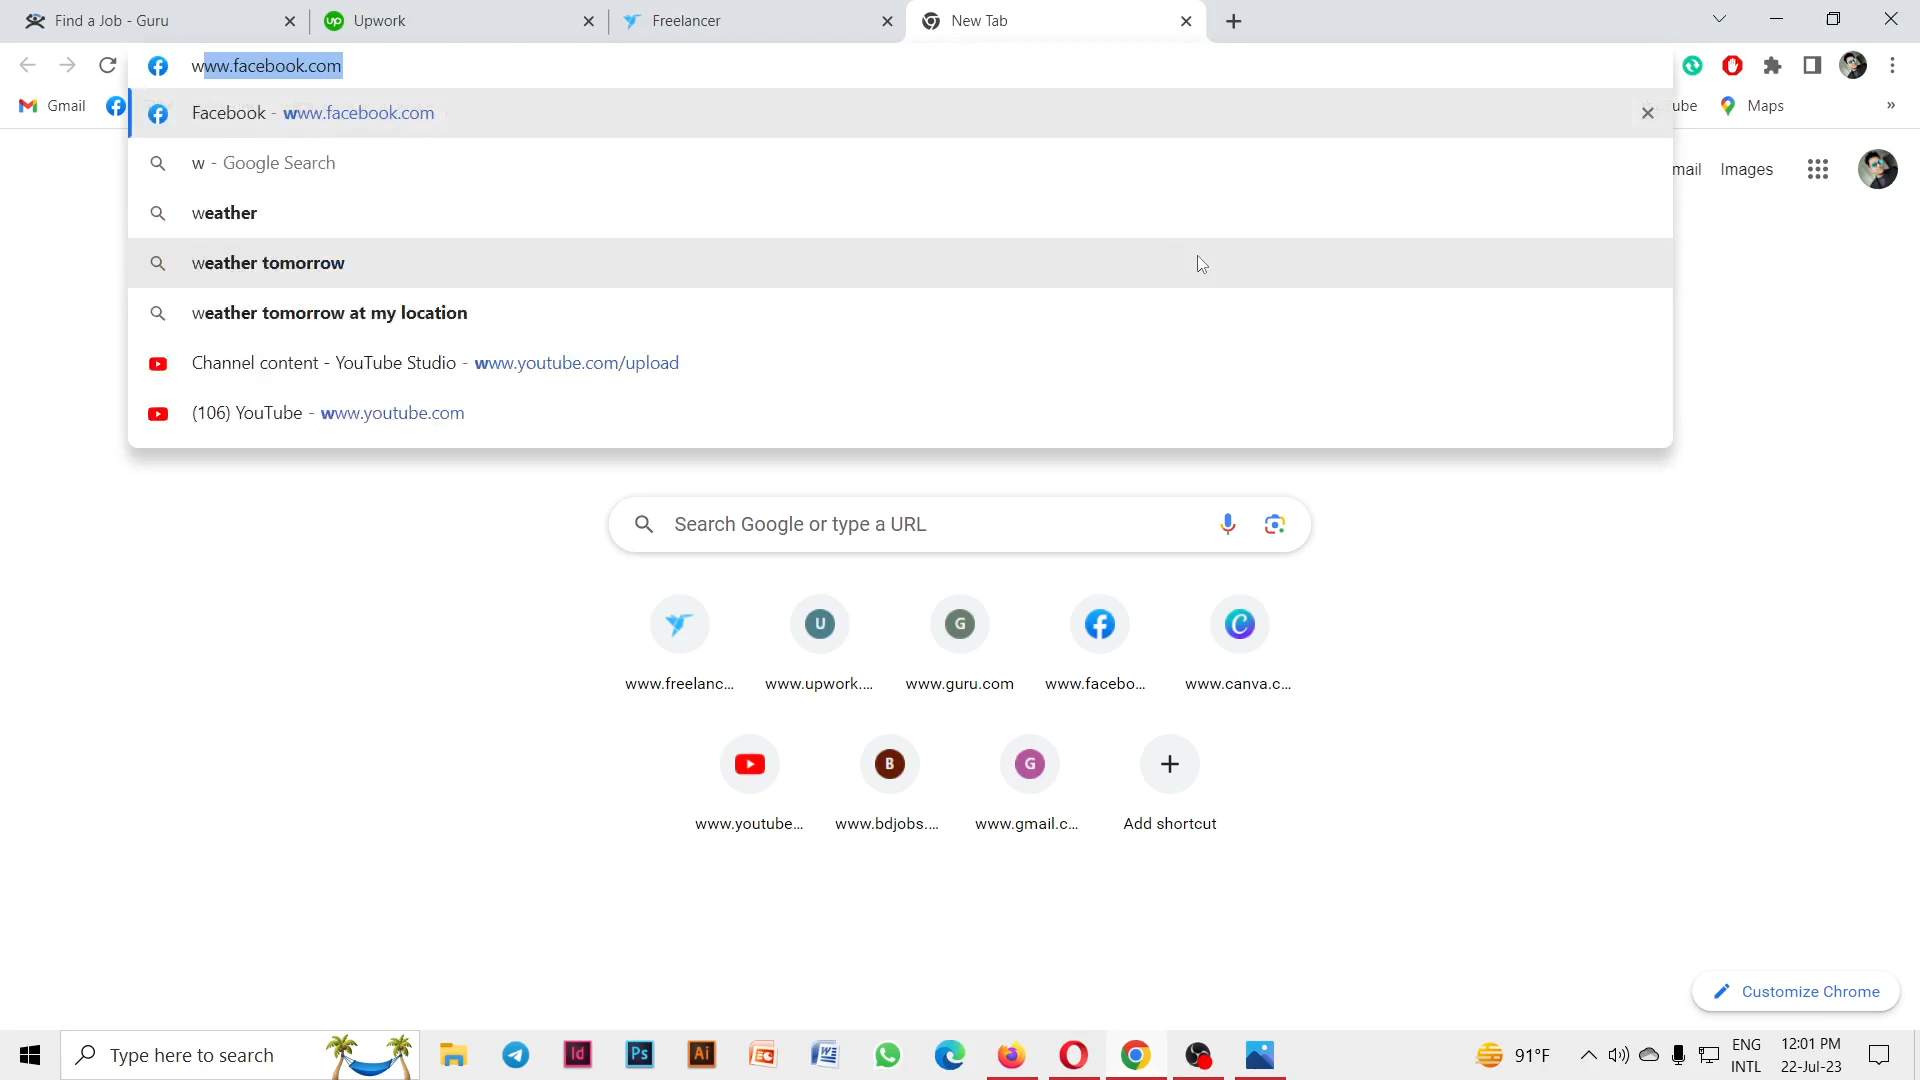 Find a Job - Guru
Upwork
Freelancer
New Tab
www.facebook.com
Gmail
Maps
Facebook - www.facebook.com
w - Google Search
Images
weather
weather tomorrow
weather tomorrow at my location
Channel content - YouTube Studio - www.youtube.com/upload
(106) YouTube - www.youtube.com
Search Google or type a URL
U
G
www.freelanc...
www.upwork....
www.guru.com
www.facebo...
www.canva.c...
B
G
www.youtube...
www.bdjobs....
www.gmail.c...
Add shortcut
Customize Chrome
Type here to search
Id
Ps
Ai
91°F
ENG
INTL
12:01 PM
22-Jul-23